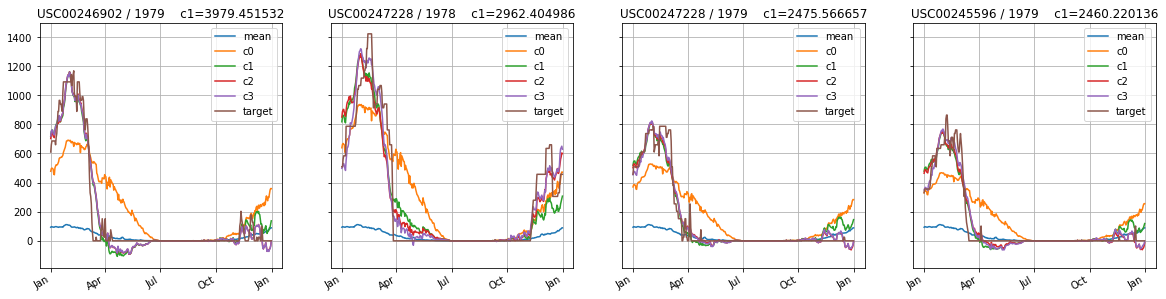 USC00246902 / 1979 c1=3979.451532
USC00247228 / 1978 c1=2962.404986
USC00247228 / 1979 c1=2475.566657
USC00245596 / 1979 c1=2460.220136
1400
1200
1000
800
600
400
200
0
mean
c0
c1
c2
c3
target
mean
c0
c1
c2
c3
target
mean
c0
c1
c2
c3
target
mean
c0
c1
c2
c3
target
Jan Apr Jul Oct Jan
Jan Apr Jul Oct Jan
Jan Apr Jul Oct Jan
Jan Apr Jul Oct Jan